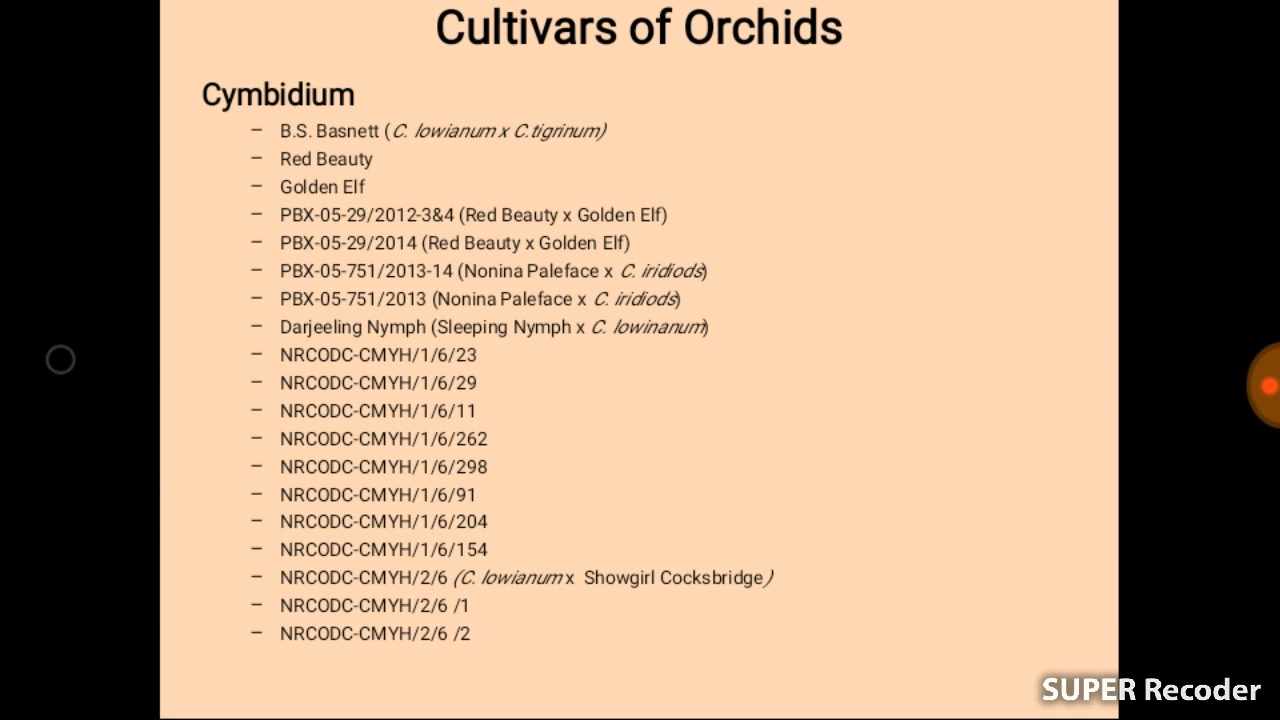 Cultivars of Orchids
Cymbidium
– B.S. Basnett (C. lowianum x C.tigrinum)
– Red Beauty
– Golden Elf
– PBX-05-29/2012-3&4 (Red Beauty x Golden Elf)
– PBX-05-29/2014 (Red Beauty x Golden Elf)
– PBX-05-751/2013-14 (Nonina Paleface x C. iridiods)
– PBX-05-751/2013 (Nonina Paleface x C. iridiods)
– Darjeeling Nymph (Sleeping Nymph x C. lowinanum)
– NRCODC-CMYH/1/6/23
– NRCODC-CMYH/1/6/29
– NRCODC-CMYH/1/6/11
– NRCODC-CMYH/1/6/262
– NRCODC-CMYH/1/6/298
– NRCODC-CMYH/1/6/91
– NRCODC-CMYH/1/6/204
– NRCODC-CMYH/1/6/154
– NRCODC-CMYH/2/6 (C. lowianum x Showgirl Cocksbridge)
– NRCODC-CMYH/2/6 /1
– NRCODC-CMYH/2/6 /2
SUPER Recoder